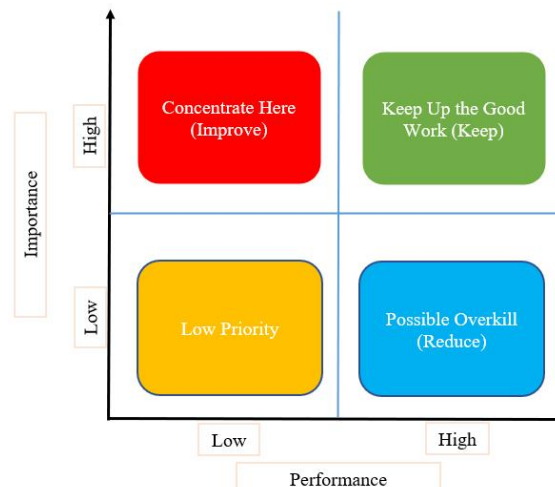 Concentrate Here
(Improve)
Keep Up the Good
Work (Keep)
High
Importance
Low Priority
Possible Overkill
(Reduce)
Low
Low
High
Performance